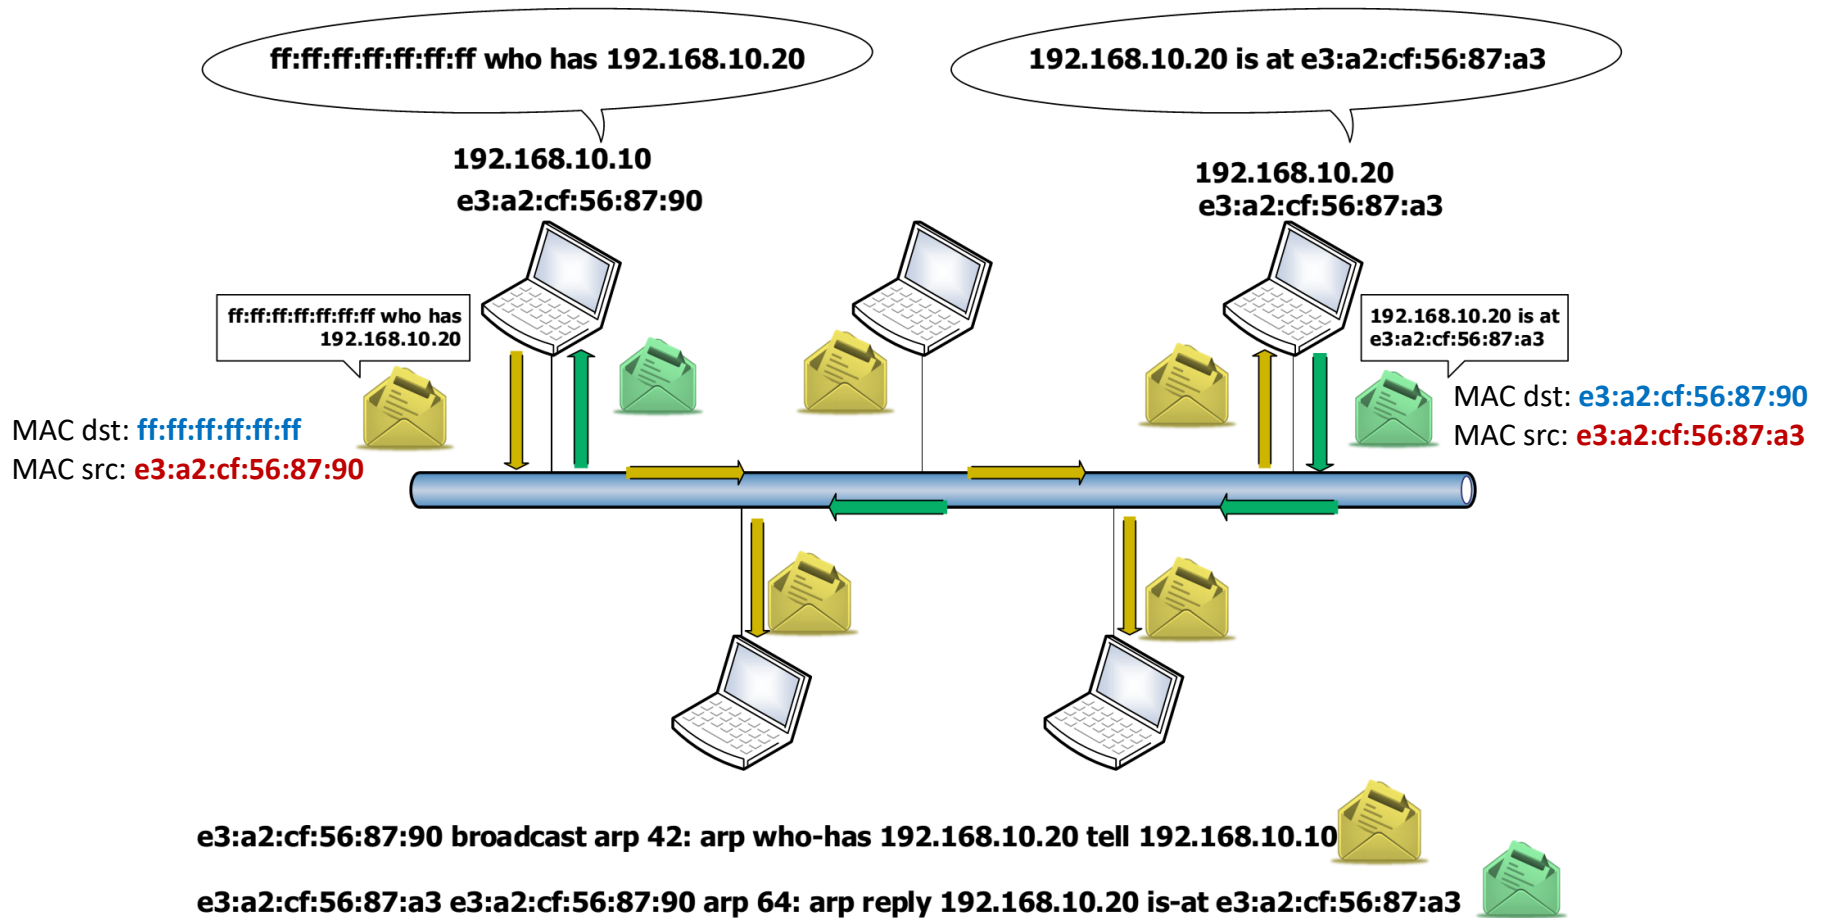 ff:ff:ff:ff:ff:ff:ff who has 192.168.10.20
192.168.10.20 is at e3:a2:cf:56:87:a3
192.168.10.10
e3:a2:cf:56:87:90
192.168.10.20
e3:a2:cf:56:87:a3
ff:ff:ff:ff:ff:ff:ff who has
192.168.10.20
192.168.10.20 is at
e3:a2:cf:56:87:a3
MAC dst: ff:ff:ff:ff:ff:ff
MAC src: e3:a2:cf:56:87:90
MAC dst: e3:a2:cf:56:87:90
MAC src: e3:a2:cf:56:87:a3
e3:a2:cf:56:87:90 broadcast arp 42: arp who-has 192.168.10.20 tell 192.168.10.10
e3:a2:cf:56:87:a3 e3:a2:cf:56:87:90 arp 64: arp reply 192.168.10.20 is-at e3:a2:cf:56:87:a3